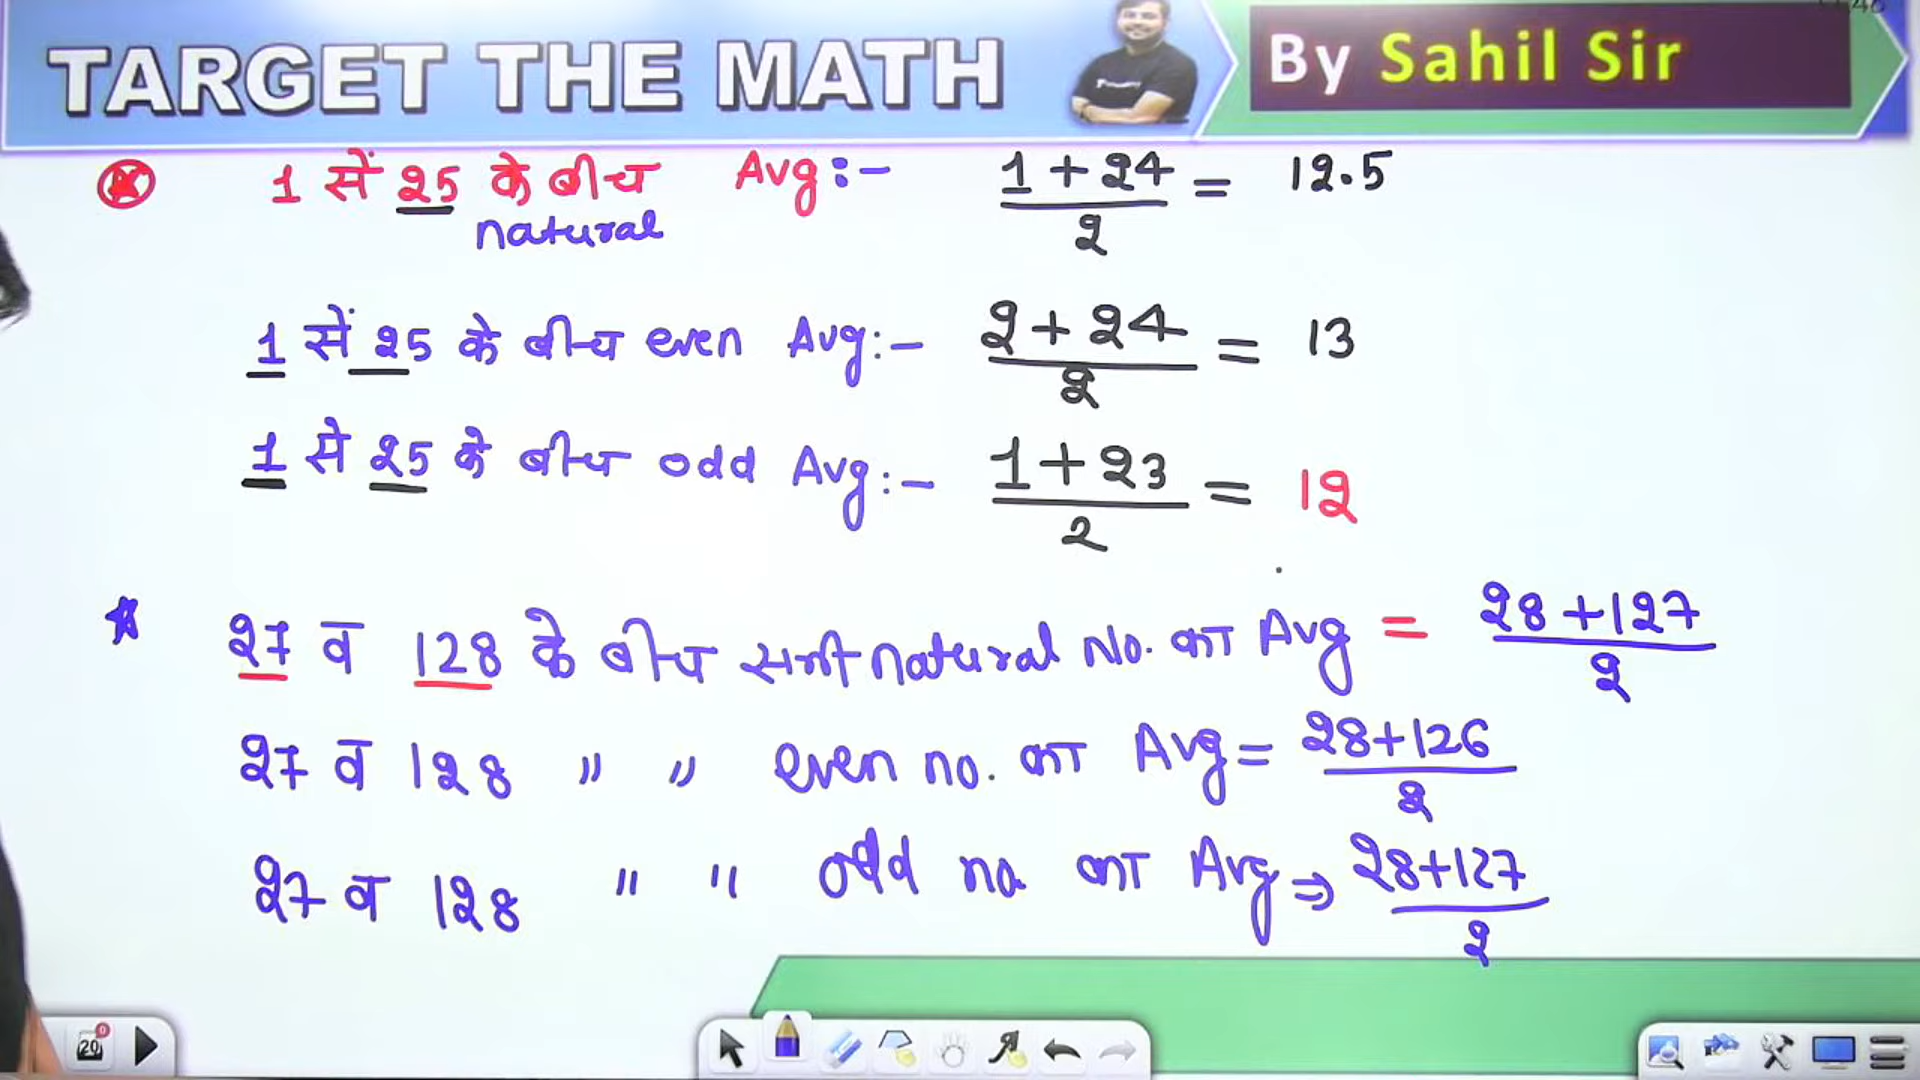 TARGET THE MATH
By Sahil Sir
1 सें 25 के बीच Avg:- 1 + 24 / 2 = 12.5
natural
1 सें 25 के बीच even Avg:- 2 + 24 / 2 = 13
1 से 25 के बीच odd Avg:- 1 + 23 / 2 = 12
27 व 128 के बीच सभी natural No. का Avg = 28 + 127 / 2
27 व 128 " " even no. का Avg = 28+126 / 2
27 व 128 " " odd no का Avg ⇒ 28+127 / 2
20
0